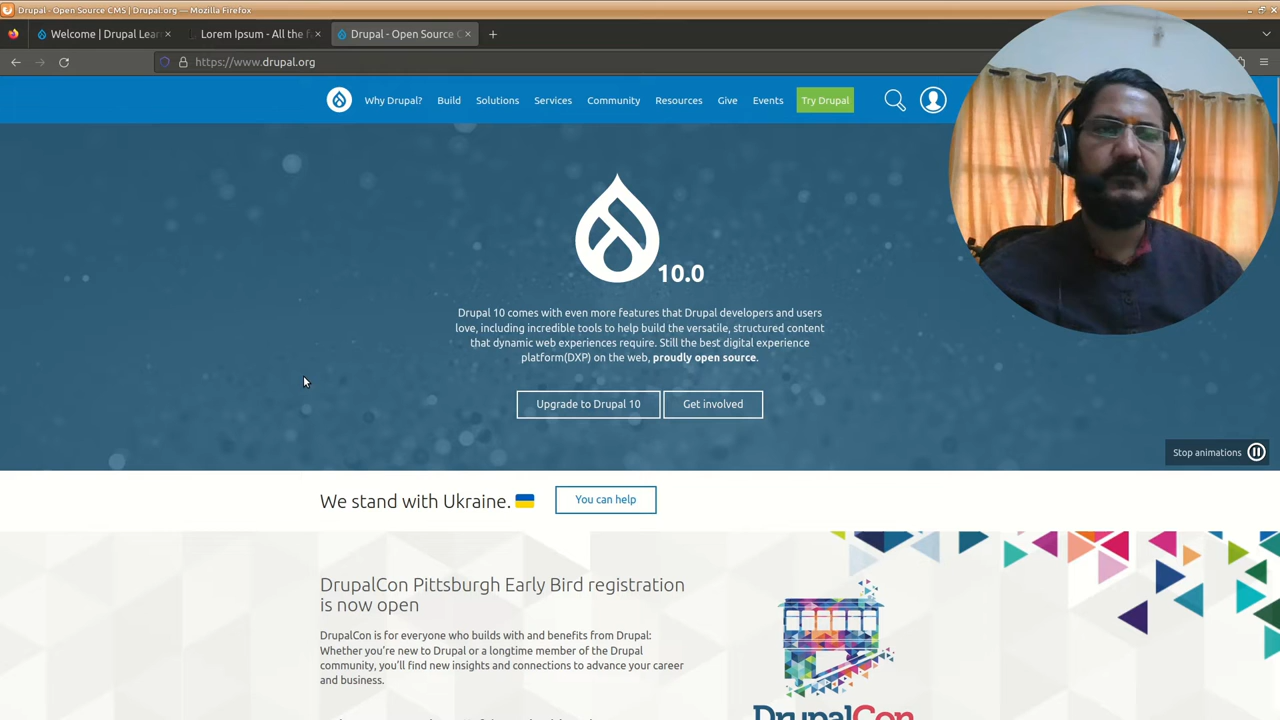 Drupal - Open Source CMS | Drupal.org — Mozilla Firefox
Welcome | Drupal Lear
Lorem Ipsum - All the f
Drupal - Open Source C
https://www.drupal.org
Why Drupal? Build Solutions Services Community Resources Give Events Try Drupal
10.0
Drupal 10 comes with even more features that Drupal developers and users
love, including incredible tools to help build the versatile, structured content
that dynamic web experiences require. Still the best digital experience
platform(DXP) on the web, proudly open source.
Upgrade to Drupal 10
Get involved
Stop animations
We stand with Ukraine.
You can help
DrupalCon Pittsburgh Early Bird registration
is now open
DrupalCon is for everyone who builds with and benefits from Drupal:
Whether you're new to Drupal or a longtime member of the Drupal
community, you'll find new insights and connections to advance your career
and business.
DrupalCon